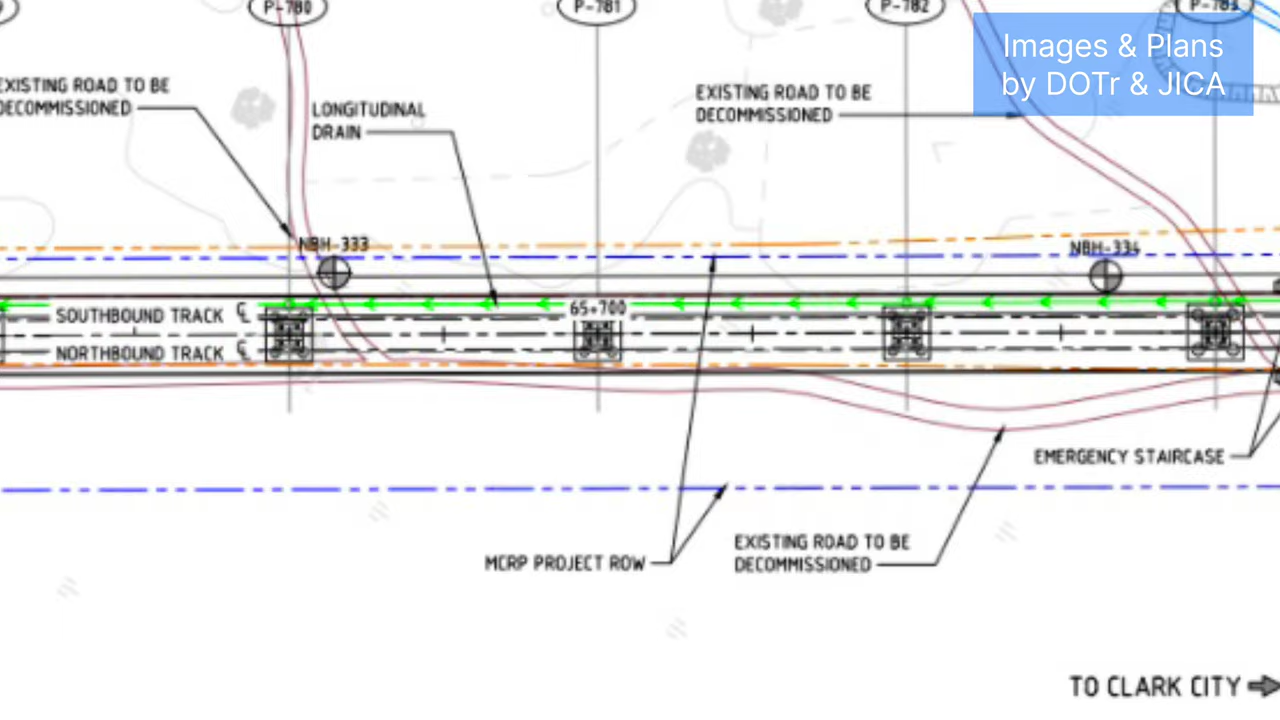 P-780
P-781
P-782
P-783
Images & Plans
by DOTr & JICA
EXISTING ROAD TO BE
DECOMMISSIONED
LONGITUDINAL
DRAIN
EXISTING ROAD TO BE
DECOMMISSIONED
NBH-333
NBH-334
65+700
SOUTHBOUND TRACK
NORTHBOUND TRACK
EMERGENCY STAIRCASE
MCRP PROJECT ROW
EXISTING ROAD TO BE
DECOMMISSIONED
TO CLARK CITY